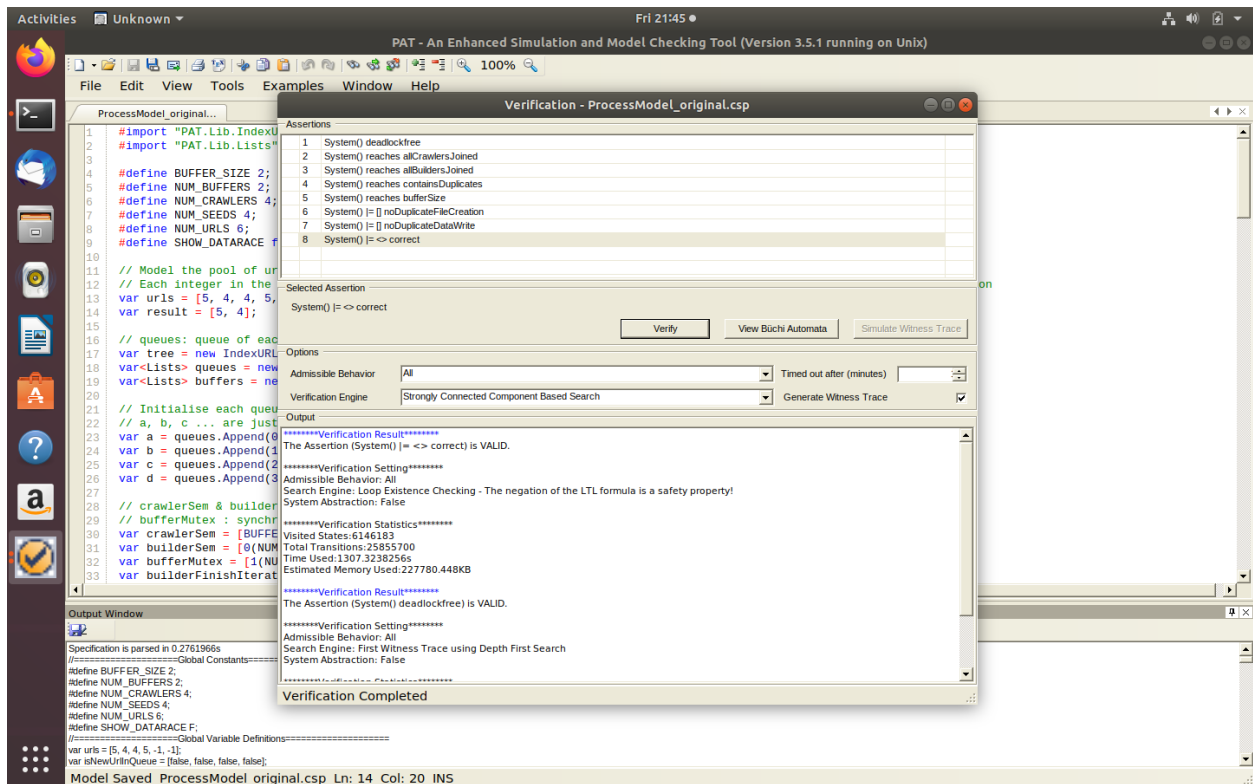 Activities Unknown Fri 21:45
PAT - An Enhanced Simulation and Model Checking Tool (Version 3.5.1 running on Unix)
100%
File Edit View Tools Examples Window Help
ProcessModel_original...
1 #import "PAT.Lib.IndexU
2 #import "PAT.Lib.Lists"
3
4 #define BUFFER_SIZE 2;
5 #define NUM_BUFFERS 2;
6 #define NUM_CRAWLERS 4;
7 #define NUM_SEEDS 4;
8 #define NUM_URLS 6;
9 #define SHOW_DATARACE f
10
11 // Model the pool of ur
12 // Each integer in the on
13 var urls = [5, 4, 4, 5,
14 var result = [5, 4];
15
16 // queues: queue of eac
17 var tree = new IndexURL
18 var<Lists> queues = new
19 var<Lists> buffers = ne
20
21 // Initialise each queu
22 // a, b, c ... are just
23 var a = queues.Append(0
24 var b = queues.Append(1
25 var c = queues.Append(2
26 var d = queues.Append(3
27
28 // crawlerSem & builder
29 // bufferMutex : synchr
30 var crawlerSem = [BUFFE
31 var builderSem = [0(NUM
32 var bufferMutex = [1(NU
33 var builderFinishIterat
Verification - ProcessModel_original.csp
Assertions
1 System() deadlockfree
2 System() reaches allCrawlersJoined
3 System() reaches allBuildersJoined
4 System() reaches containsDuplicates
5 System() reaches bufferSize
6 System() |= [] noDuplicateFileCreation
7 System() |= [] noDuplicateDataWrite
8 System() |= <> correct
Selected Assertion
System() |= <> correct
Verify View Büchi Automata Simulate Witness Trace
Options
Admissible Behavior All Timed out after (minutes)
Verification Engine Strongly Connected Component Based Search Generate Witness Trace
Output
********Verification Result********
The Assertion (System() |= <> correct) is VALID.
********Verification Setting********
Admissible Behavior: All
Search Engine: Loop Existence Checking - The negation of the LTL formula is a safety property!
System Abstraction: False
********Verification Statistics********
Visited States:6146183
Total Transitions:25855700
Time Used:1307.3238256s
Estimated Memory Used:227780.448KB
********Verification Result********
The Assertion (System() deadlockfree) is VALID.
********Verification Setting********
Admissible Behavior: All
Search Engine: First Witness Trace using Depth First Search
System Abstraction: False
********Verification Statistics********
Verification Completed
Output Window
Specification is parsed in 0.2761966s
//====================Global Constants=====
#define BUFFER_SIZE 2;
#define NUM_BUFFERS 2;
#define NUM_CRAWLERS 4;
#define NUM_SEEDS 4;
#define NUM_URLS 6;
#define SHOW_DATARACE F;
//====================Global Variable Definitions====================
var urls = [5, 4, 4, 5, -1, -1];
var isNewUrlInQueue = [false, false, false, false];
Model Saved ProcessModel_original.csp Ln: 14 Col: 20 INS